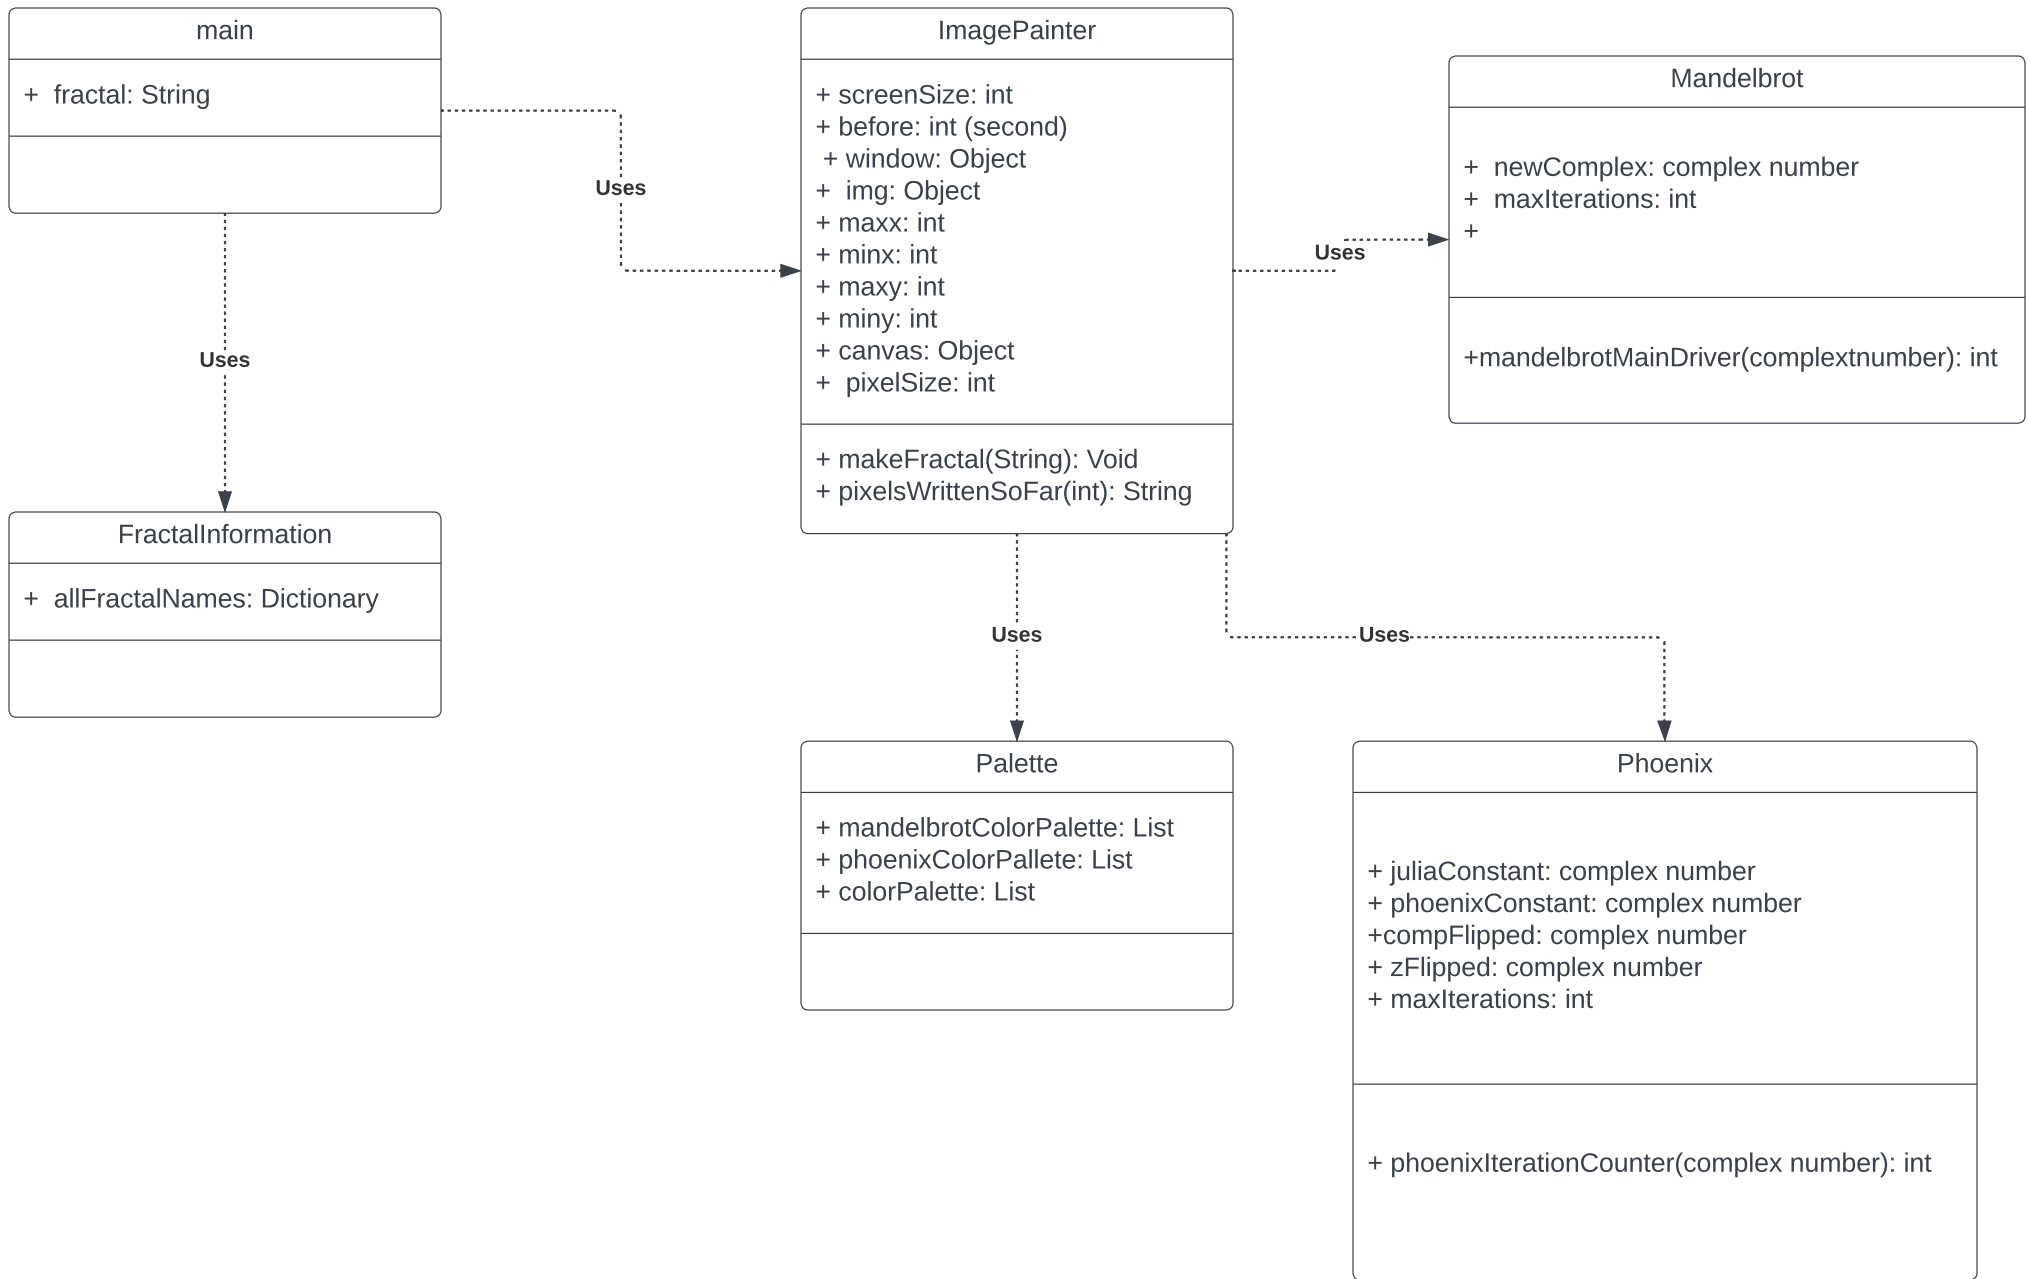 main
+  fractal: String
Uses
Uses
FractalInformation
+  allFractalNames: Dictionary
ImagePainter
+ screenSize: int
+ before: int (second)
+ window: Object
+  img: Object
+ maxx: int
+ minx: int
+ maxy: int
+ miny: int
+ canvas: Object
+  pixelSize: int
+ makeFractal(String): Void
+ pixelsWrittenSoFar(int): String
Uses
Mandelbrot
+  newComplex: complex number
+  maxIterations: int
+
+mandelbrotMainDriver(complextnumber): int
Uses
Uses
Palette
+ mandelbrotColorPalette: List
+ phoenixColorPallete: List
+ colorPalette: List
Phoenix
+ juliaConstant: complex number
+ phoenixConstant: complex number
+compFlipped: complex number
+ zFlipped: complex number
+ maxIterations: int
+ phoenixIterationCounter(complex number): int